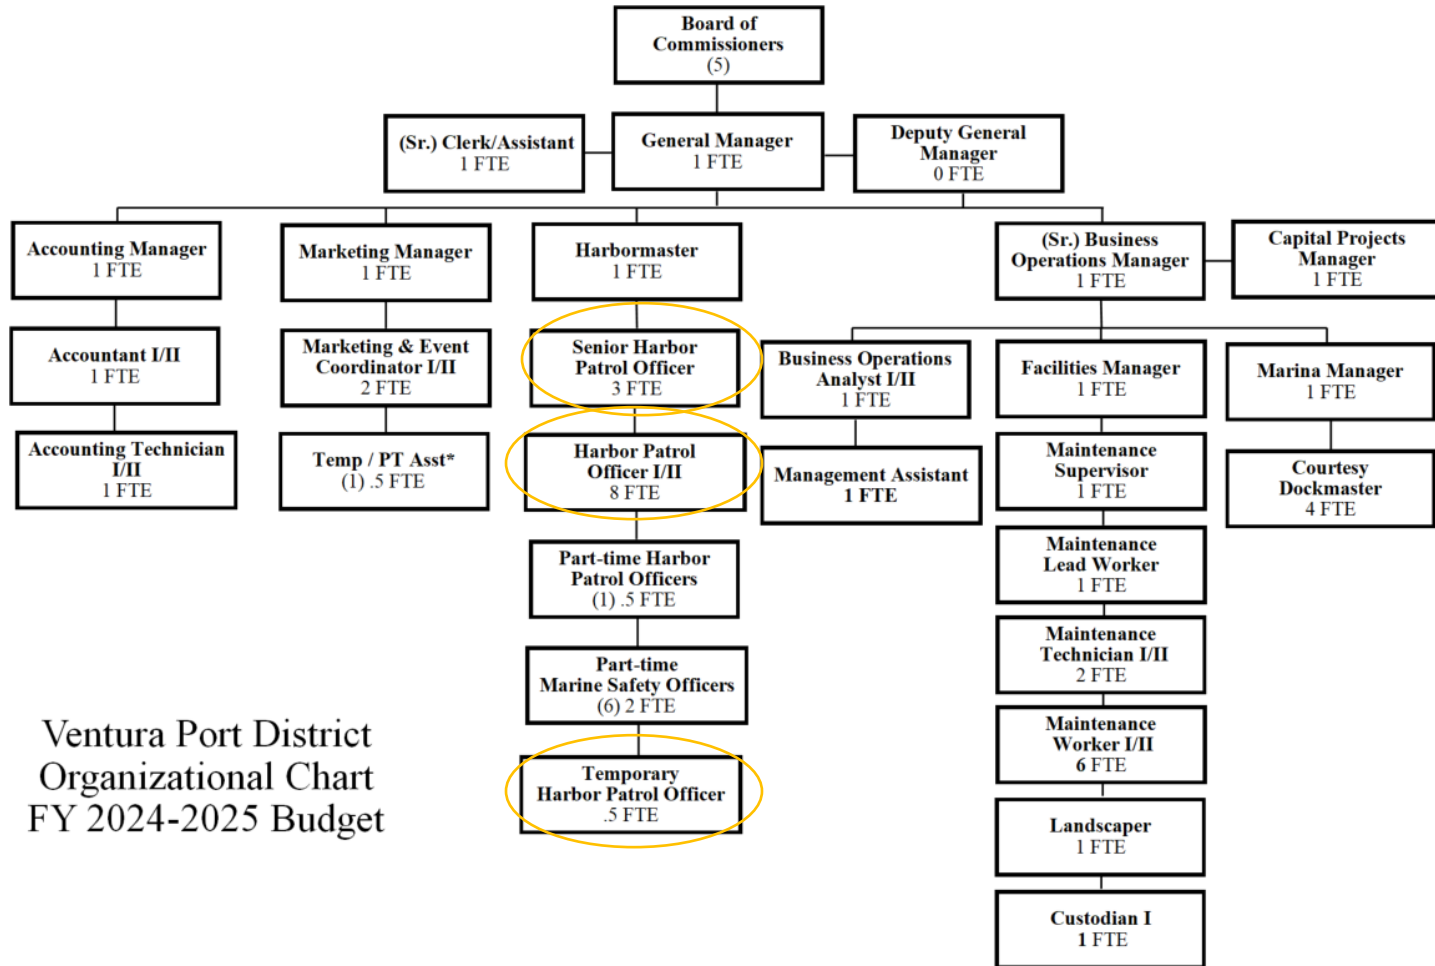 Board of
Commissioners
(5)
(Sr.) Clerk/Assistant
1 FTE
General Manager
1 FTE
Deputy General
Manager
0 FTE
Accounting Manager
1 FTE
Marketing Manager
1 FTE
Harbormaster
1 FTE
(Sr.) Business
Operations Manager
1 FTE
Capital Projects
Manager
1 FTE
Accountant I/II
1 FTE
Marketing & Event
Coordinator I/II
2 FTE
Senior Harbor
Patrol Officer
3 FTE
Business Operations
Analyst I/II
1 FTE
Facilities Manager
1 FTE
Marina Manager
1 FTE
Accounting Technician
I/II
1 FTE
Temp / PT Asst*
(1) .5 FTE
Harbor Patrol
Officer I/II
8 FTE
Management Assistant
1 FTE
Maintenance
Supervisor
1 FTE
Courtesy
Dockmaster
4 FTE
Part-time Harbor
Patrol Officers
(1) .5 FTE
Maintenance
Lead Worker
1 FTE
Part-time
Marine Safety Officers
(6) 2 FTE
Maintenance
Technician I/II
2 FTE
Maintenance
Worker I/II
6 FTE
Temporary
Harbor Patrol Officer
.5 FTE
Landscaper
1 FTE
Custodian I
1 FTE
Ventura Port District
Organizational Chart
FY 2024-2025 Budget